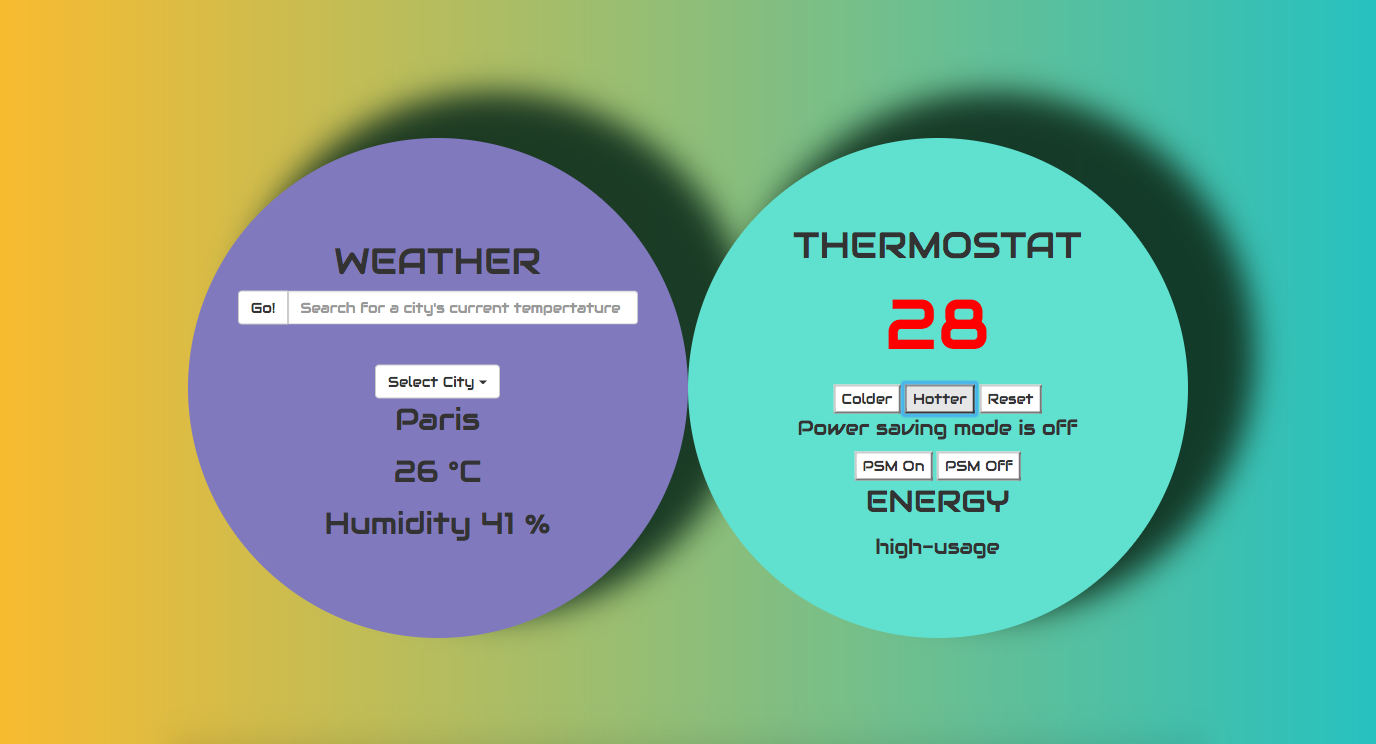 WEATHER
Go! Search for a city's current tempertature
Select City
Paris
26 °C
Humidity 41 %
THERMOSTAT
28
Colder Hotter Reset
Power saving mode is off
PSM On PSM Off
ENERGY
high-usage